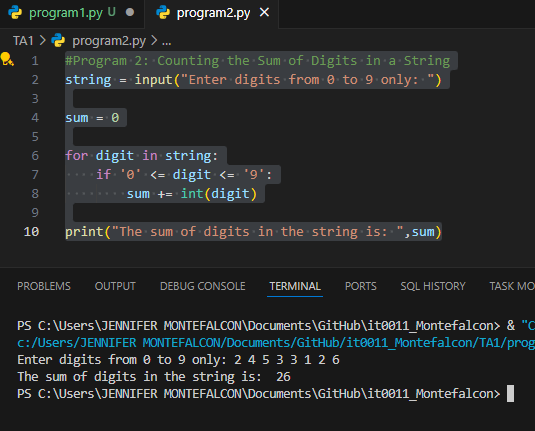 program1.py U
program2.py
TA1 > program2.py > ...
1 #Program 2: Counting the Sum of Digits in a String
2 string = input("Enter digits from 0 to 9 only: ")
3
4 sum = 0
5
6 for digit in string:
7 if '0' <= digit <= '9':
8 sum += int(digit)
9
10 print("The sum of digits in the string is: ",sum)
PROBLEMS OUTPUT DEBUG CONSOLE TERMINAL PORTS SQL HISTORY TASK MO
PS C:\Users\JENNIFER MONTEFALCON\Documents\GitHub\it0011_Montefalcon> & "C
c:/Users/JENNIFER MONTEFALCON/Documents/GitHub/it0011_Montefalcon/TA1/prog
Enter digits from 0 to 9 only: 2 4 5 3 3 1 2 6
The sum of digits in the string is:  26
PS C:\Users\JENNIFER MONTEFALCON\Documents\GitHub\it0011_Montefalcon>